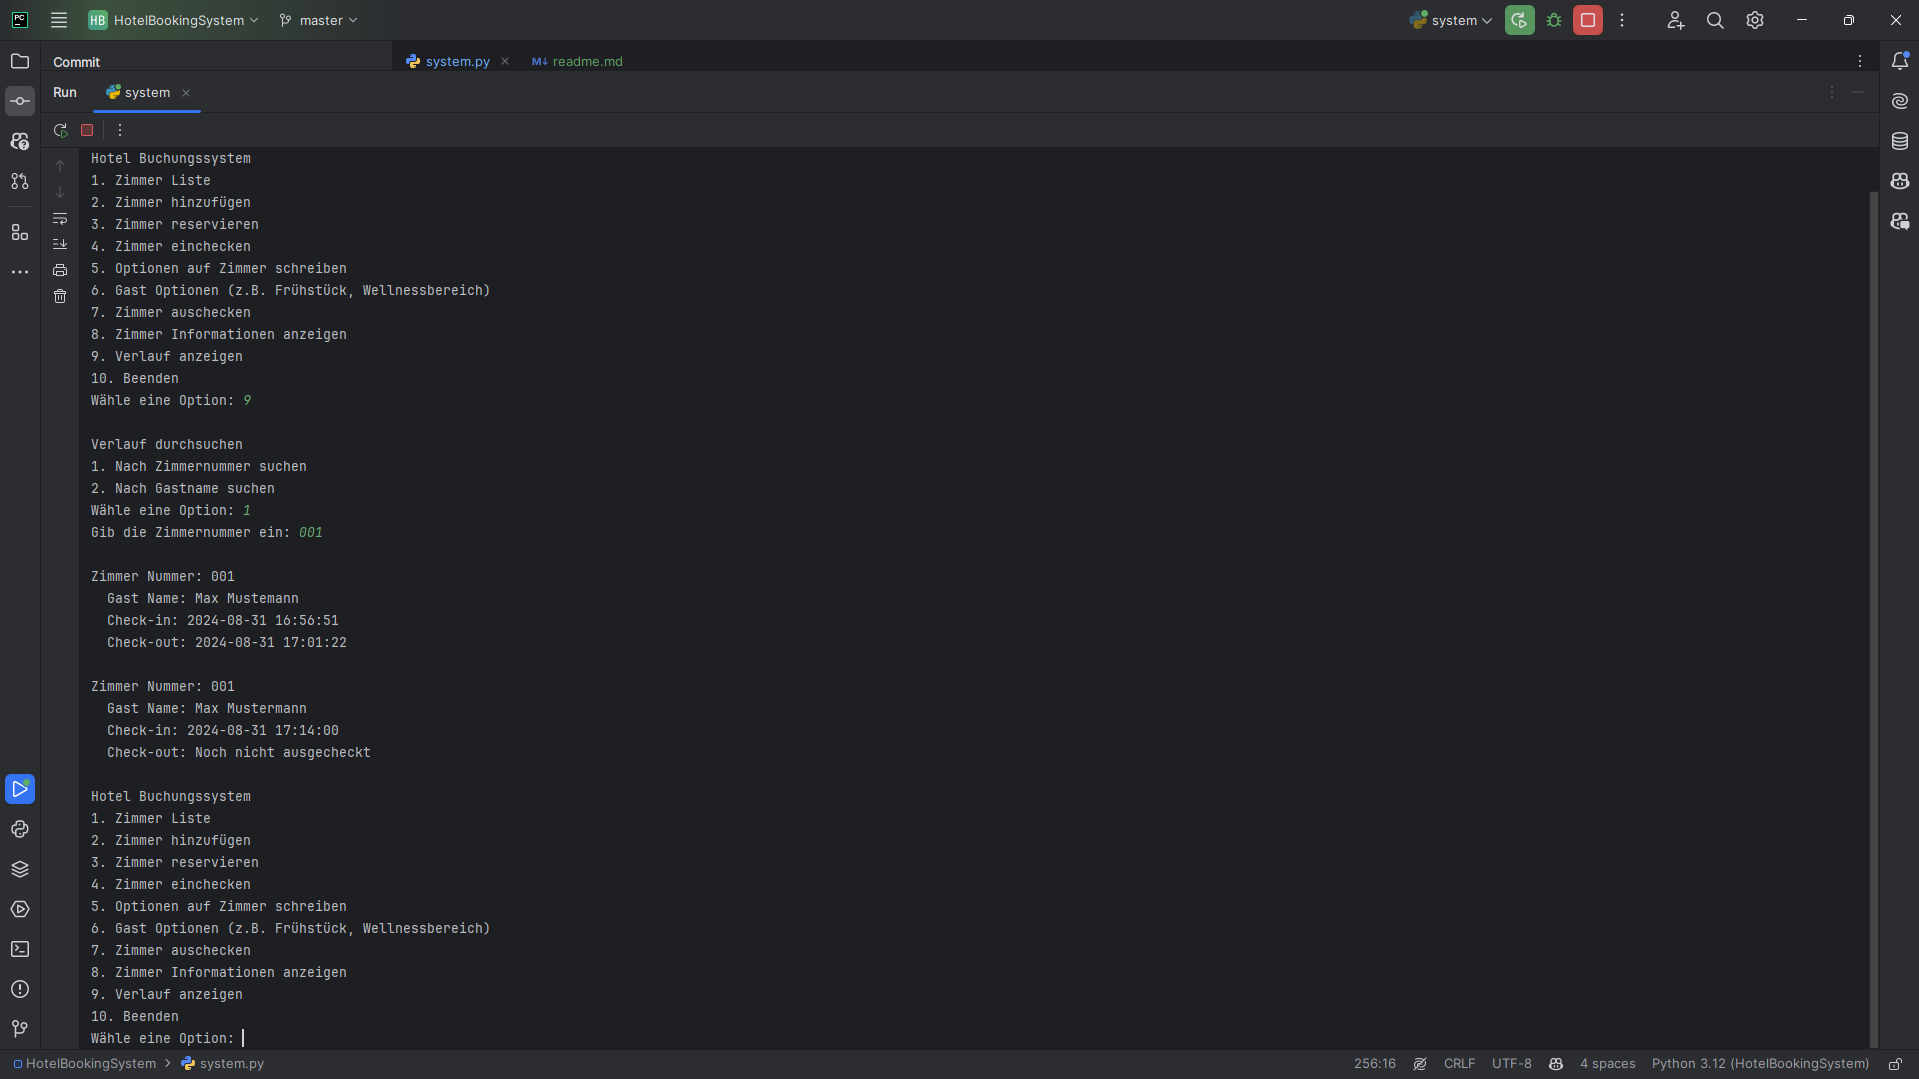 PC
HB HotelBookingSystem master system
Commit system.py readme.md
Run system
Hotel Buchungssystem
1. Zimmer Liste
2. Zimmer hinzufügen
3. Zimmer reservieren
4. Zimmer einchecken
5. Optionen auf Zimmer schreiben
6. Gast Optionen (z.B. Frühstück, Wellnessbereich)
7. Zimmer auschecken
8. Zimmer Informationen anzeigen
9. Verlauf anzeigen
10. Beenden
Wähle eine Option: 9
Verlauf durchsuchen
1. Nach Zimmernummer suchen
2. Nach Gastname suchen
Wähle eine Option: 1
Gib die Zimmernummer ein: 001
Zimmer Nummer: 001
Gast Name: Max Mustemann
Check-in: 2024-08-31 16:56:51
Check-out: 2024-08-31 17:01:22
Zimmer Nummer: 001
Gast Name: Max Mustermann
Check-in: 2024-08-31 17:14:00
Check-out: Noch nicht ausgecheckt
Hotel Buchungssystem
1. Zimmer Liste
2. Zimmer hinzufügen
3. Zimmer reservieren
4. Zimmer einchecken
5. Optionen auf Zimmer schreiben
6. Gast Optionen (z.B. Frühstück, Wellnessbereich)
7. Zimmer auschecken
8. Zimmer Informationen anzeigen
9. Verlauf anzeigen
10. Beenden
Wähle eine Option:
HotelBookingSystem > system.py 256:16 CRLF UTF-8 4 spaces Python 3.12 (HotelBookingSystem)